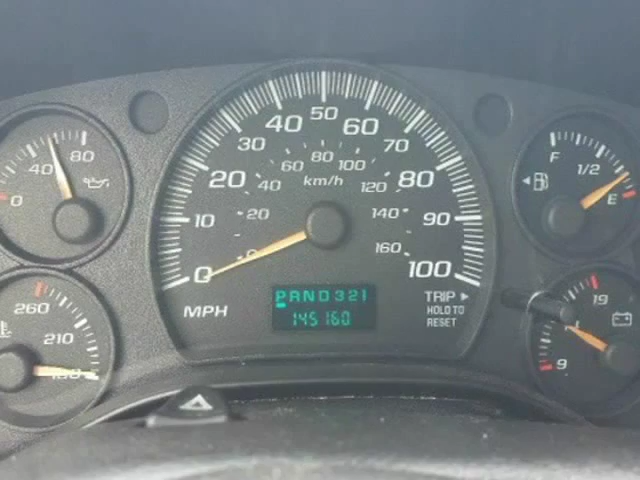 40 80
0
260
210
0 10 20 30 40 50 60 70 80 90 100
20 40 60 80 100 120 140 160
km/h
MPH
PRND321
145160
TRIP
HOLD TO
RESET
F 1/2 E
19
9